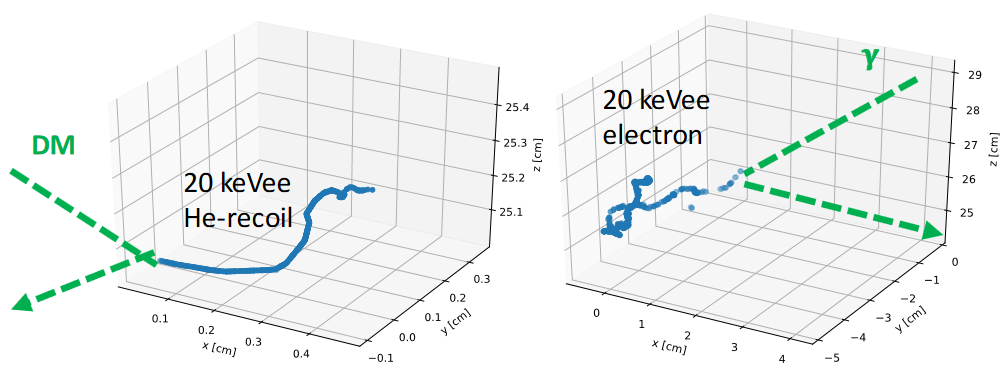 DM
20 keVee
He-recoil
25.4
25.3
25.2
25.1
z [cm]
0.1
0.2
0.3
0.4
x [cm]
−0.1
0.0
0.1
0.2
0.3
y [cm]
γ
20 keVee
electron
29
28
27
26
25
z [cm]
0
1
2
3
4
x [cm]
−5
−4
−3
−2
−1
0
y [cm]